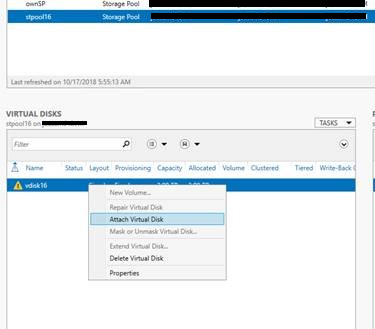 ownSP Storage Pool
stpool16 Storage Pool
Last refreshed on 10/17/2018 5:55:13 AM
VIRTUAL DISKS
stpool16 on
TASKS
Filter
Name Status Layout Provisioning Capacity Allocated Volume Clustered Tiered Write-Back C
vdisk16
New Volume...
Repair Virtual Disk
Attach Virtual Disk
Mask or Unmask Virtual Disk...
Extend Virtual Disk...
Delete Virtual Disk
Properties